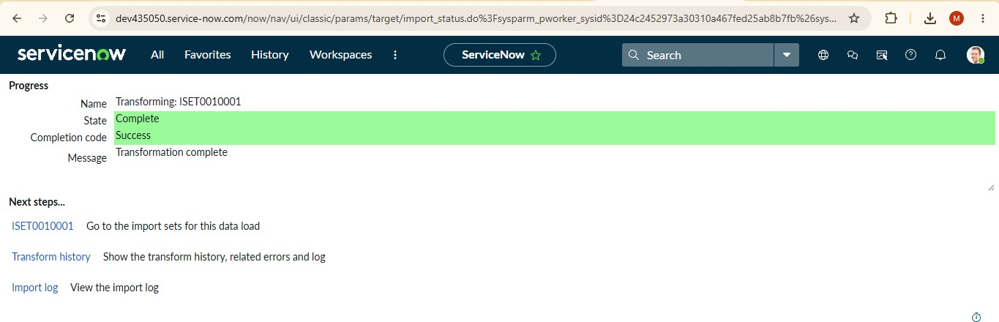 dev435050.service-now.com/now/nav/ui/classic/params/target/import_status.do%3Fsysparm_pworker_sysid%3D24c2452973a30310a467fed25ab8b7fb%26sys...
M
servicenow All Favorites History Workspaces ServiceNow Search
Progress
Name Transforming: ISET0010001
State Complete
Completion code Success
Message Transformation complete
Next steps...
ISET0010001 Go to the import sets for this data load
Transform history Show the transform history, related errors and log
Import log View the import log